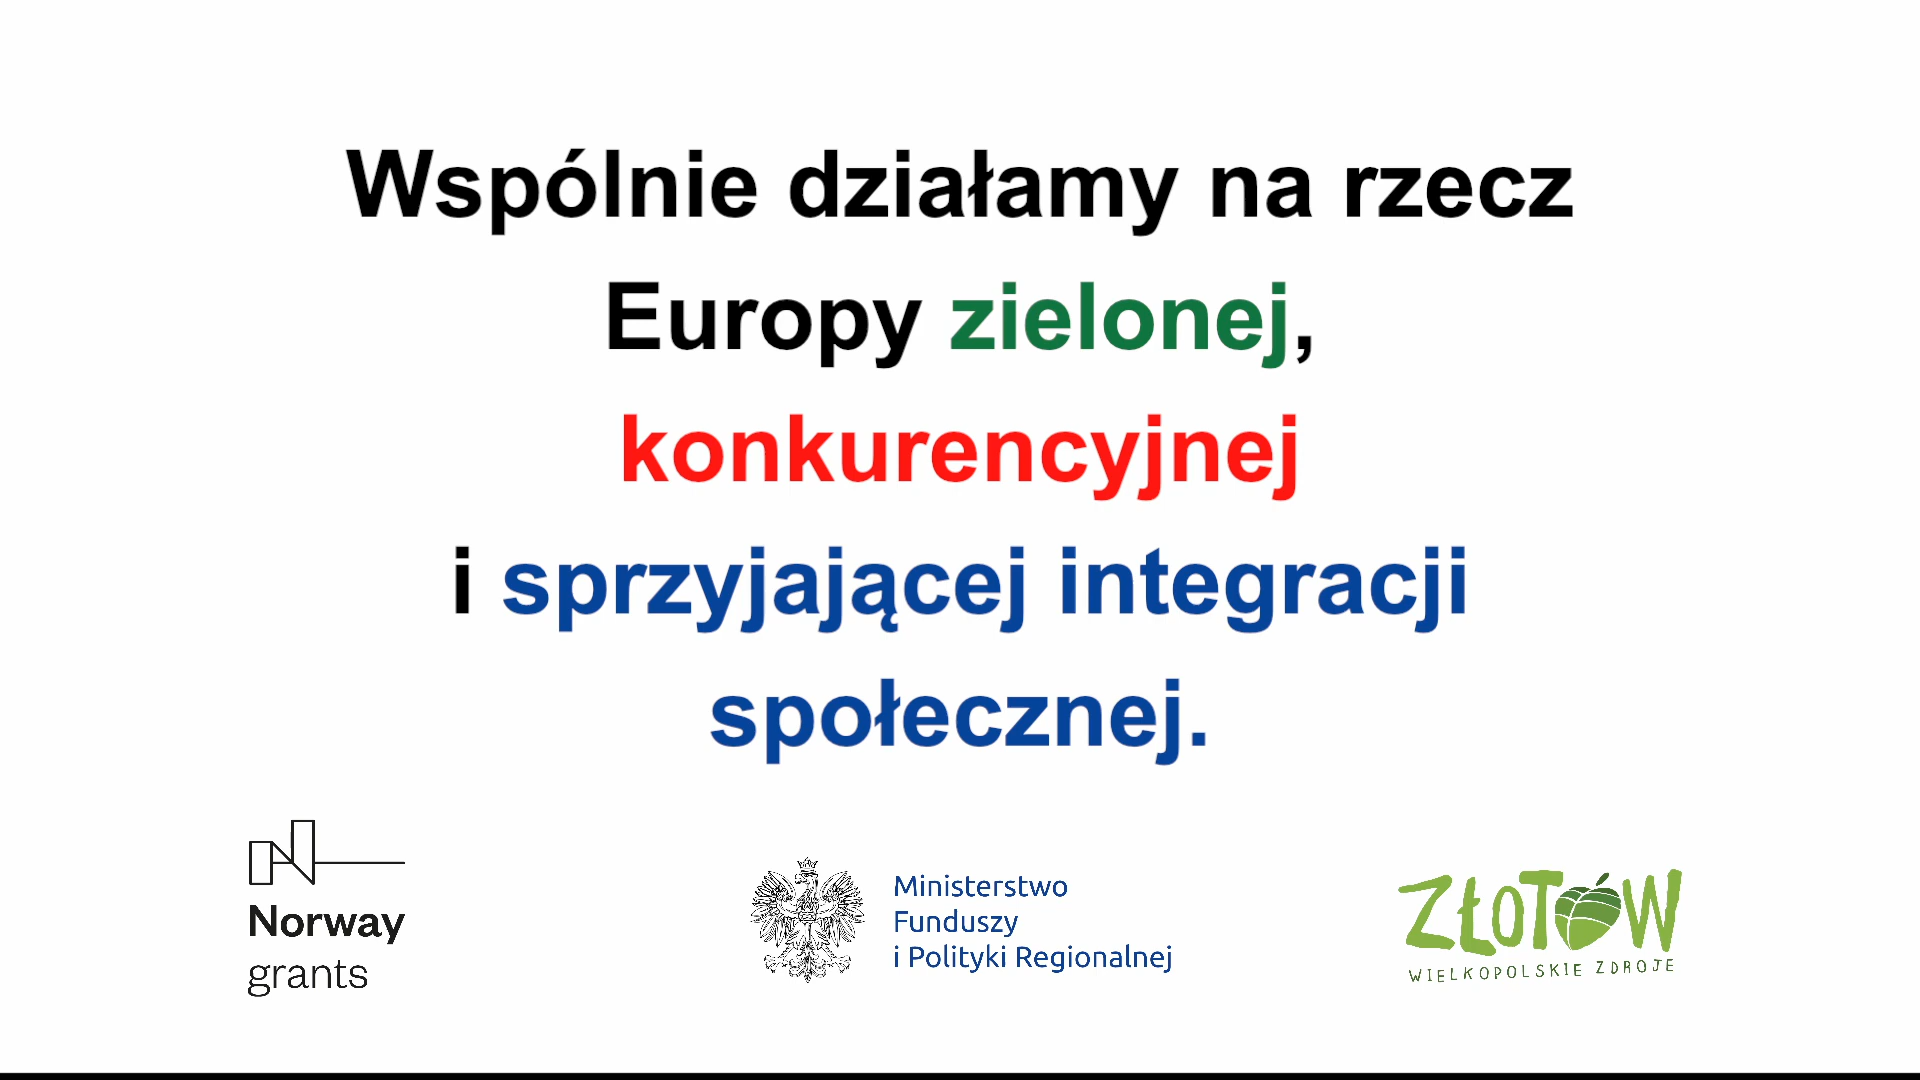 Wspólnie działamy na rzecz
Europy zielonej,
konkurencyjnej
i sprzyjającej integracji
społecznej.
Norway
grants
Ministerstwo
Funduszy
i Polityki Regionalnej
ZŁOTÓW
WIELKOPOLSKIE ZDROJE